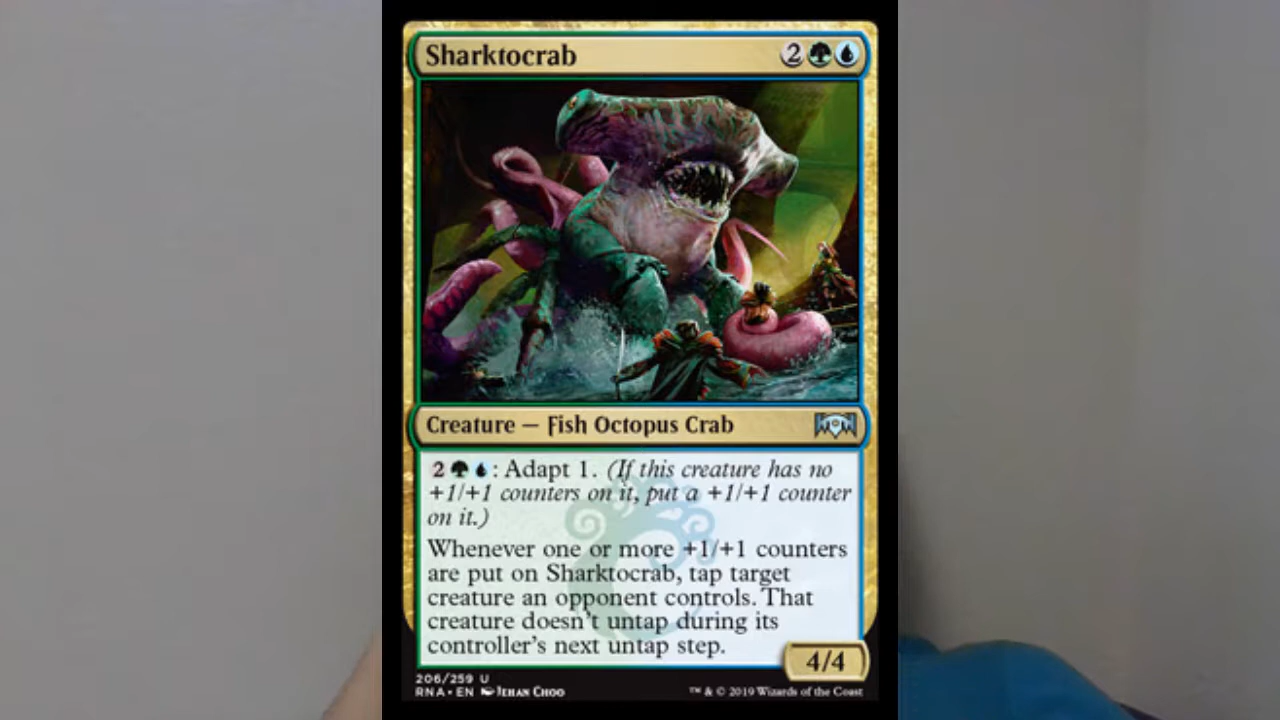 Sharktocrab 2
Creature — Fish Octopus Crab
2 : Adapt 1. (If this creature has no
+1/+1 counters on it, put a +1/+1 counter
on it.)
Whenever one or more +1/+1 counters
are put on Sharktocrab, tap target
creature an opponent controls. That
creature doesn't untap during its
controller's next untap step.
4/4
206/259 U
RNA • EN Jehan Choo
™ & © 2019 Wizards of the Coast